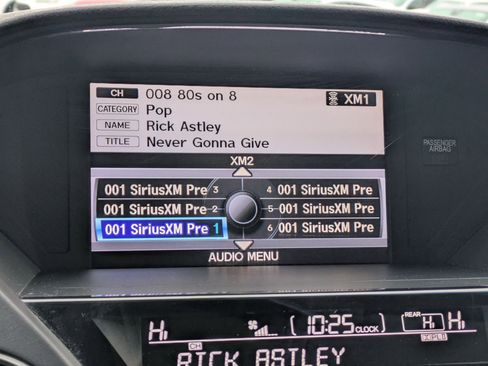 CH 008 80s on 8 XM1
CATEGORY Pop
NAME Rick Astley
TITLE Never Gonna Give
PASSENGER
AIRBAG
XM2
001 SiriusXM Pre 3 4 001 SiriusXM Pre
001 SiriusXM Pre 2 5 001 SiriusXM Pre
001 SiriusXM Pre 1 6 001 SiriusXM Pre
AUDIO MENU
Hi 10:25 CLOCK REAR Hi Hi
CH
RICK ASTLEY